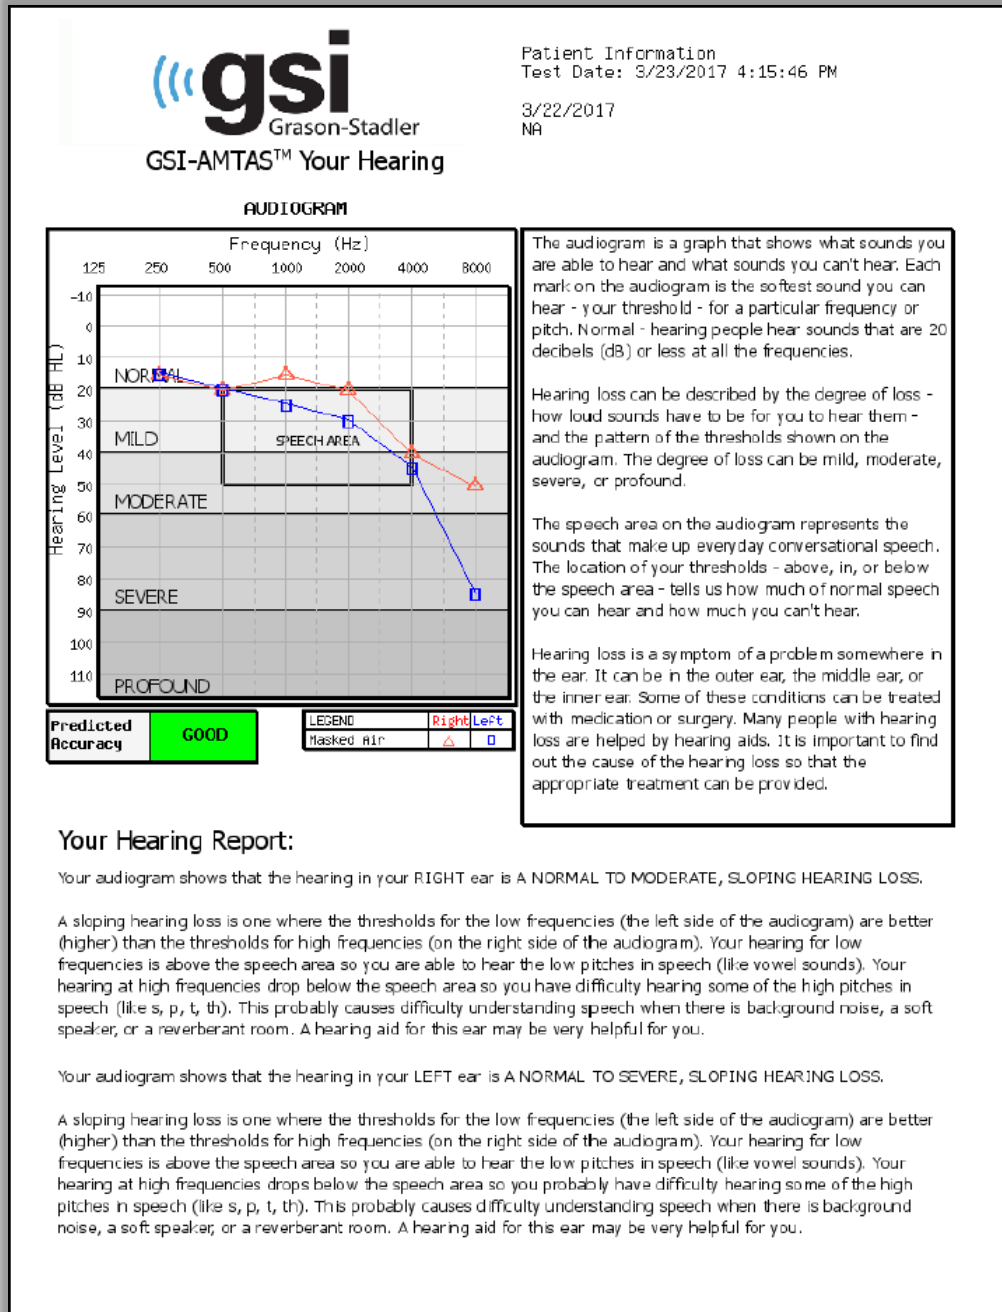 gsi
Grason-Stadler
GSI-AMTAS™ Your Hearing
Patient Information
Test Date: 3/23/2017 4:15:46 PM
3/22/2017
NA
AUDIOGRAM
Frequency (Hz)
125 250 500 1000 2000 4000 8000
Hearing Level (dB HL)
-10
0
10
NORMAL
20
30
MILD
SPEECH AREA
40
50
MODERATE
60
70
80
SEVERE
90
100
110
PROFOUND
Predicted
Accuracy
GOOD
LEGEND Right Left
Masked Air
The audiogram is a graph that shows what sounds you
are able to hear and what sounds you can't hear. Each
mark on the audiogram is the softest sound you can
hear - your threshold - for a particular frequency or
pitch. Normal - hearing people hear sounds that are 20
decibels (dB) or less at all the frequencies.
Hearing loss can be described by the degree of loss -
how loud sounds have to be for you to hear them -
and the pattern of the thresholds shown on the
audiogram. The degree of loss can be mild, moderate,
severe, or profound.
The speech area on the audiogram represents the
sounds that make up everyday conversational speech.
The location of your thresholds - above, in, or below
the speech area - tells us how much of normal speech
you can hear and how much you can't hear.
Hearing loss is a symptom of a problem somewhere in
the ear. It can be in the outer ear, the middle ear, or
the inner ear. Some of these conditions can be treated
with medication or surgery. Many people with hearing
loss are helped by hearing aids. It is important to find
out the cause of the hearing loss so that the
appropriate treatment can be provided.
Your Hearing Report:
Your audiogram shows that the hearing in your RIGHT ear is A NORMAL TO MODERATE, SLOPING HEARING LOSS.
A sloping hearing loss is one where the thresholds for the low frequencies (the left side of the audiogram) are better
(higher) than the thresholds for high frequencies (on the right side of the audiogram). Your hearing for low
frequencies is above the speech area so you are able to hear the low pitches in speech (like vowel sounds). Your
hearing at high frequencies drop below the speech area so you have difficulty hearing some of the high pitches in
speech (like s, p, t, th). This probably causes difficulty understanding speech when there is background noise, a soft
speaker, or a reverberant room. A hearing aid for this ear may be very helpful for you.
Your audiogram shows that the hearing in your LEFT ear is A NORMAL TO SEVERE, SLOPING HEARING LOSS.
A sloping hearing loss is one where the thresholds for the low frequencies (the left side of the audiogram) are better
(higher) than the thresholds for high frequencies (on the right side of the audiogram). Your hearing for low
frequencies is above the speech area so you are able to hear the low pitches in speech (like vowel sounds). Your
hearing at high frequencies drops below the speech area so you probably have difficulty hearing some of the high
pitches in speech (like s, p, t, th). This probably causes difficulty understanding speech when there is background
noise, a soft speaker, or a reverberant room. A hearing aid for this ear may be very helpful for you.